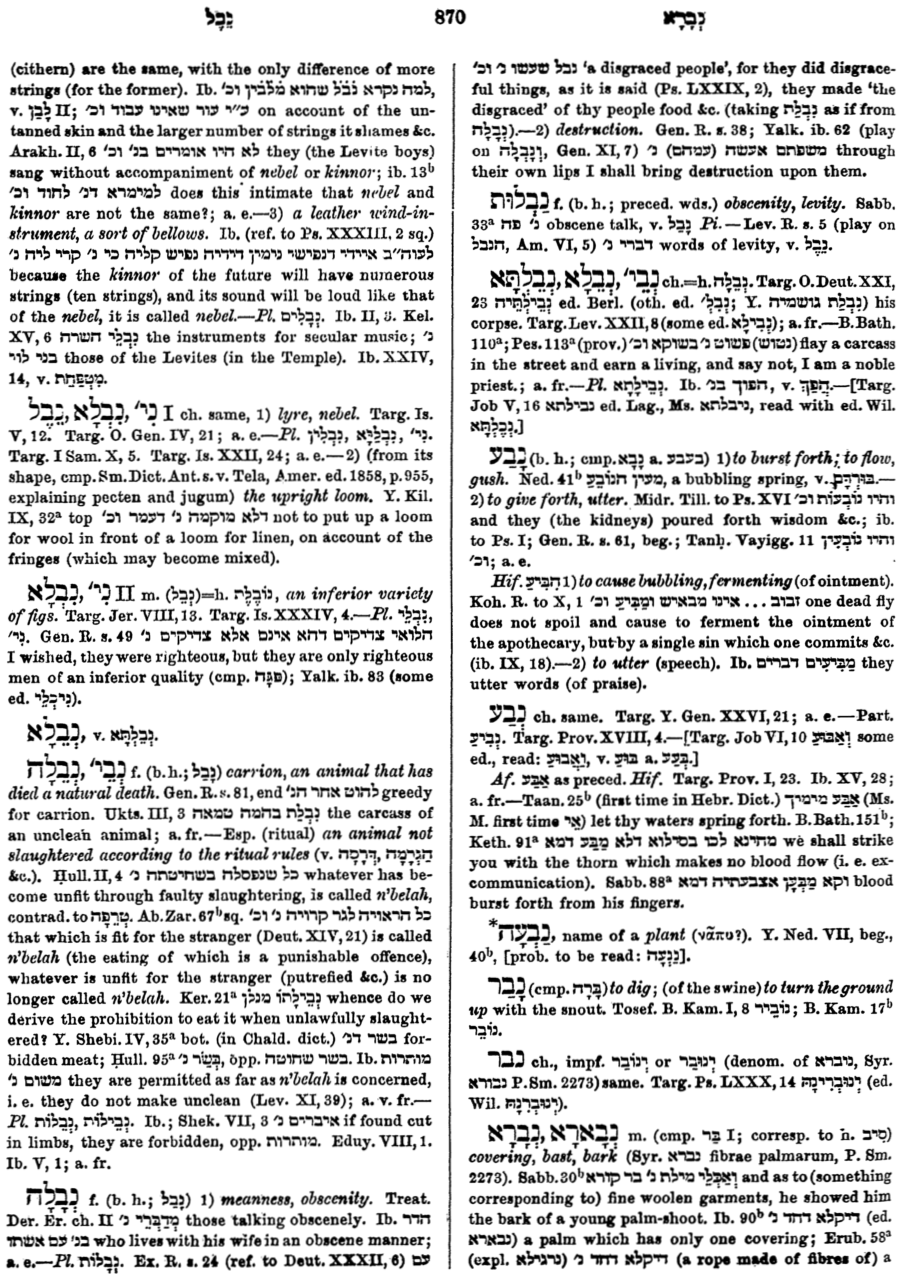 נֵבֶל 870 נְבָרָא
(cithern) are the same, with the only difference of more
strings (for the former). Ib. למה נקרא נֹבֶל שהוא מלבין וכ׳,
v. לָבַן II; ע״י עור שאינו עבוד וכ׳ on account of the un-
tanned skin and the larger number of strings it shames &c.
Arakh. II, 6 לא היו אומרים בנ׳ וכ׳ they (the Levite boys)
sang without accompaniment of nebel or kinnor; ib. 13b
למימרא דנ׳ לחוד וכ׳ does this intimate that nebel and
kinnor are not the same?; a. e.—3) a leather wind-in-
strument, a sort of bellows. Ib. (ref. to Ps. XXXIII, 2 sq.)
לעוה״ב איידי דנפישי נימין דידיה נפיש קליה כי נ׳ קרי ליה נ׳
because the kinnor of the future will have numerous
strings (ten strings), and its sound will be loud like that
of the nebel, it is called nebel.—Pl. נְבָלִים. Ib. II, 3. Kel.
XV, 6 נִבְלֵי השרה the instruments for secular music; נ׳
בני לוי those of the Levites (in the Temple). Ib. XXIV,
14, v. מִטְפַּחַת.
נֵבֶל, נִבְלָא, נִי׳ I ch. same, 1) lyre, nebel. Targ. Is.
V, 12. Targ. O. Gen. IV, 21; a. e.—Pl. נִבְלִין, נִבְלַיָּא, נִי׳.
Targ. I Sam. X, 5. Targ. Is. XXII, 24; a. e.—2) (from its
shape, cmp. Sm. Dict. Ant. s. v. Tela, Amer. ed. 1858, p. 955,
explaining pecten and jugum) the upright loom. Y. Kil.
IX, 32a top דלא מוקמה נ׳ דעמר וכ׳ not to put up a loom
for wool in front of a loom for linen, on account of the
fringes (which may become mixed).
נִבְלָא, נִי׳ II m. (נָבֵל)=h. נוֹבֶלֶת, an inferior variety
of figs. Targ. Jer. VIII, 13. Targ. Is. XXXIV, 4.—Pl. נִבְלֵי,
נִי׳. Gen. R. s. 49 הלואי צדיקים דהא אינם אלא צדיקים נ׳
I wished, they were righteous, but they are only righteous
men of an inferior quality (cmp. פַּגָּה); Yalk. ib. 83 (some
ed. נִיבְלֵי).
נְבֵלָא, v. נְבֵלְתָּא.
נְבֵלָה, נְבֵי׳ f. (b. h.; נָבֵל) carrion, an animal that has
died a natural death. Gen. R. s. 81, end להוט אחר הנ׳ greedy
for carrion. Ukts. III, 3 נִבְלַת בהמה טמאה the carcass of
an unclean animal; a. fr.—Esp. (ritual) an animal not
slaughtered according to the ritual rules (v. דְּרָסָה, הַגְרָמָה
&c.). Ḥull. II, 4 כל שנפסלה בשחיטתה נ׳ whatever has be-
come unfit through faulty slaughtering, is called n'belah,
contrad. to טְרֵפָה. Ab. Zar. 67b sq. כל הראויה לגר קרויה נ׳ וכ׳
that which is fit for the stranger (Deut. XIV, 21) is called
n'belah (the eating of which is a punishable offence),
whatever is unfit for the stranger (putrefied &c.) is no
longer called n'belah. Ker. 21a נְבֵילָתוֹ מנלן whence do we
derive the prohibition to eat it when unlawfully slaught-
ered? Y. Shebi. IV, 35a bot. (in Chald. dict.) בשר דנ׳ for-
bidden meat; Ḥull. 95a בְּשַׂר נ׳, opp. בשר שחוטה. Ib. מותרות
משום נ׳ they are permitted as far as n'belah is concerned,
i. e. they do not make unclean (Lev. XI, 39); a. v. fr.—
Pl. נְבֵילוֹת, נְבֵלוֹת. Ib.; Shek. VII, 3 איברים נ׳ if found cut
in limbs, they are forbidden, opp. מותרות. Eduy. VIII, 1.
Ib. V, 1; a. fr.
נְבָלָה f. (b. h.; נָבֵל) 1) meanness, obscenity. Treat.
Der. Er. ch. II מְדַבְּרֵי נ׳ those talking obscenely. Ib. הדר
בנ׳ עם אשתו who lives with his wife in an obscene manner;
a. e.—Pl. נְבָלוֹת. Ex. R. s. 24 (ref. to Deut. XXXII, 6) עם
נבל שעשו נ׳ וכ׳ 'a disgraced people', for they did disgrace-
ful things, as it is said (Ps. LXXIX, 2), they made 'the
disgraced' of thy people food &c. (taking נִבְלַת as if from
נְבָלָה).—2) destruction. Gen. R. s. 38; Yalk. ib. 62 (play
on וְנָבְלָה, Gen. XI, 7) משפתם אעשה (עמהם) נ׳ through
their own lips I shall bring destruction upon them.
נַבְלוּת f. (b. h.; preced. wds.) obscenity, levity. Sabb.
33a נ׳ פה obscene talk, v. נָבֵל Pi.—Lev. R. s. 5 (play on
הנבל, Am. VI, 5) דברי נ׳ words of levity, v. נָבָל.
נְבֵלְתָּא, נְבֵלָא, נְבֵי׳ ch.=h. נְבֵלָה. Targ. O. Deut. XXI,
23 נְבֵילְתֵּיהּ ed. Berl. (oth. ed. נְבֵל׳; Y. נבלת גושמיה) his
corpse. Targ. Lev. XXII, 8 (some ed. נְבֵילָא); a. fr.—B. Bath.
110a; Pes. 113a (prov.) פשוט נ׳ בשוקא וכ׳ (נטוש) flay a carcass
in the street and earn a living, and say not, I am a noble
priest.; a. fr.—Pl. נְבֵילָתָא. Ib. הפוך בנ׳, v. הֲפַךְ.—[Targ.
Job V, 16 נבילתא ed. Lag., Ms. ניבלתא, read with ed. Wil.
נִכְלָתָא.]
נָבַע (b. h.; cmp. נָבָא a. בעבע) 1) to burst forth; to flow,
gush. Ned. 41b מעין הנובֵעַ, a bubbling spring, v. בּוּרְדָּם.—
2) to give forth, utter. Midr. Till. to Ps. XVI והיו נוֹבְעוֹת וכ׳
and they (the kidneys) poured forth wisdom &c.; ib.
to Ps. I; Gen. R. s. 61, beg.; Tanḥ. Vayigg. 11 והיו נוֹבְעִין
וכ׳; a. e.
Hif. הִבִּיעַ 1) to cause bubbling, fermenting (of ointment).
Koh. R. to X, 1 זבוב ... אינו מבאיש ומַבִּיעַ וכ׳ one dead fly
does not spoil and cause to ferment the ointment of
the apothecary, but by a single sin which one commits &c.
(ib. IX, 18).—2) to utter (speech). Ib. מַבִּיעִים דברים they
utter words (of praise).
נְבַע ch. same. Targ. Y. Gen. XXVI, 21; a. e.—Part.
נְבִיעַ. Targ. Prov. XVIII, 4.—[Targ. Job VI, 10 וְאֶבּוּעַ some
ed., read: וַאֲבוּעַ, v. בּוּעַ a. בְּעַע.]
Af. אַבַּע as preced. Hif. Targ. Prov. I, 23. Ib. XV, 28;
a. fr.—Taan. 25b (first time in Hebr. Dict.) אַבַּע מימיך (Ms.
M. first time אַי) let thy waters spring forth. B. Bath. 151b;
Keth. 91a מחינא לכו בסילוא דלא מַבַּע דמא we shall strike
you with the thorn which makes no blood flow (i. e. ex-
communication). Sabb. 88a וקא מַבְּעָן אצבעתיה דמא blood
burst forth from his fingers.
*נִבְעָה, name of a plant (νᾶπυ?). Y. Ned. VII, beg.,
40b, [prob. to be read: נִנְעָה].
נָבַר (cmp. בָּרָה) to dig; (of the swine) to turn the ground
up with the snout. Tosef. B. Kam. I, 8 נוֹבֵיר; B. Kam. 17b
נוֹבֵר.
נבר ch., impf. וְנוֹבֵר or וְנִבּוּר (denom. of נוברא, Syr.
נבורא P. Sm. 2273) same. Targ. Ps. LXXX, 14 יְנוּבְרִינָהּ (ed.
Wil. יְנוּבְרִנָּהּ).
נְבָרָא, נְבָארָא m. (cmp. בַּר I; corresp. to h. סִיב)
covering, bast, bark (Syr. נברא fibrae palmarum, P. Sm.
2273). Sabb. 30b וְאַכְּלֵי מילת נ׳ בר קורא and as to (something
corresponding to) fine woolen garments, he showed him
the bark of a young palm-shoot. Ib. 90b דיקלא דחד נ׳ (ed.
נבארא) a palm which has only one covering; Erub. 58a
(expl. נרגילא) דיקלא דחד נ׳ (a rope made of fibres of) a